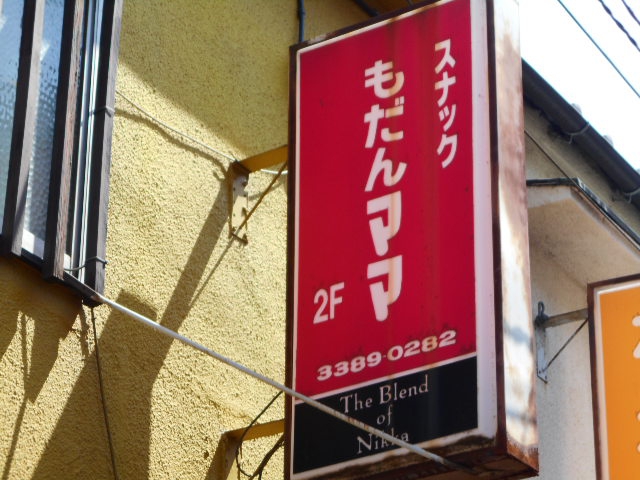 スナック
もだんママ
2F
3389-0282
The Blend
of
Nikka